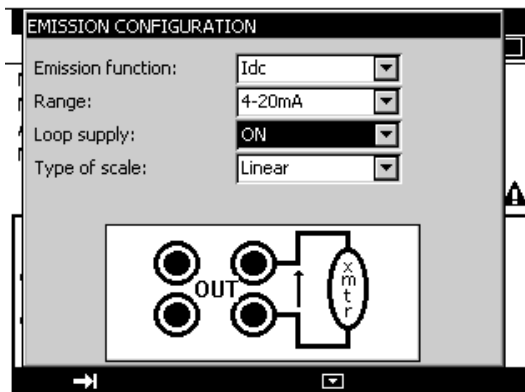 EMISSION CONFIGURATION
Emission function: Idc
Range: 4-20mA
Loop supply: ON
Type of scale: Linear
OUT
xmtr